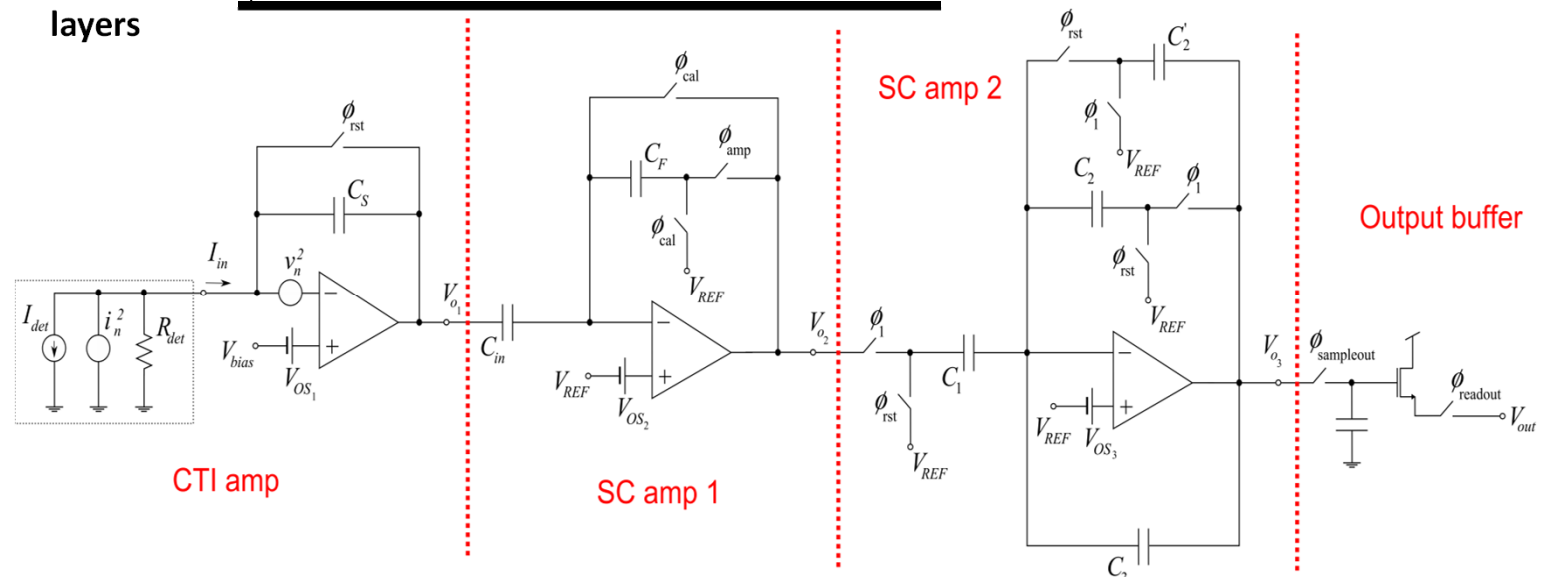 layers
ϕrst
CS
Iin
vn2
Idet
in2
Rdet
Vbias
VOS1
Vo1
CTI amp
ϕcal
CF
ϕamp
ϕcal
VREF
Cin
VREF
VOS2
Vo2
SC amp 1
SC amp 2
ϕrst
C2'
ϕ1
VREF
C2
ϕ1
ϕrst
VREF
ϕ1
C1
ϕrst
VREF
VREF
VOS3
Vo3
Output buffer
ϕsampleout
ϕreadout
Vout